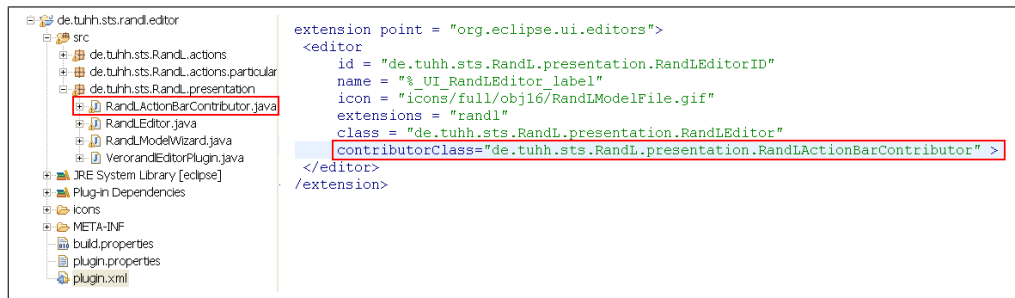 de.tuhh.sts.randl.editor
src
de.tuhh.sts.RandL.actions
de.tuhh.sts.RandL.actions.particular
de.tuhh.sts.RandL.presentation
RandLActionBarContributor.java
RandLEditor.java
RandLModelWizard.java
VerorandlEditorPlugin.java
JRE System Library [eclipse]
Plug-in Dependencies
icons
META-INF
build.properties
plugin.properties
plugin.xml
extension point = "org.eclipse.ui.editors">
<editor
id = "de.tuhh.sts.RandL.presentation.RandLEditorID"
name = "%_UI_RandLEditor_label"
icon = "icons/full/obj16/RandLModelFile.gif"
extensions = "randl"
class = "de.tuhh.sts.RandL.presentation.RandLEditor"
contributorClass="de.tuhh.sts.RandL.presentation.RandLActionBarContributor" >
</editor>
/extension>